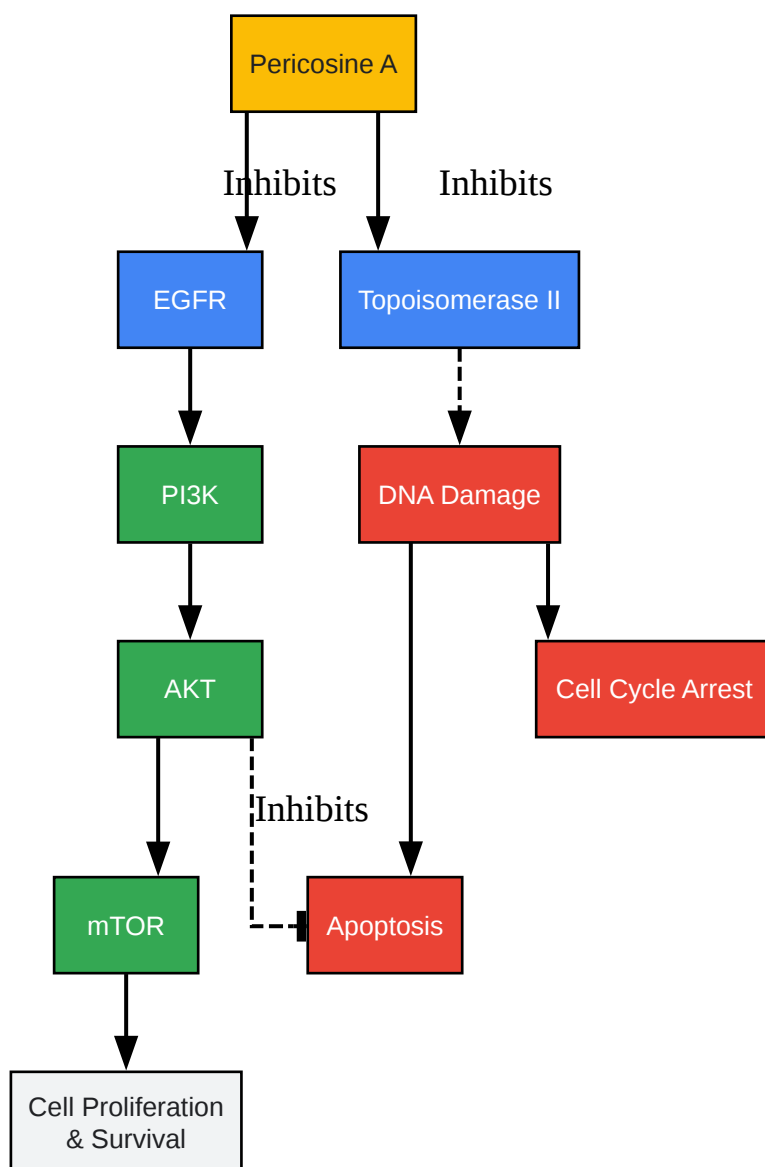 Pericosine A
Inhibits
Inhibits
EGFR
Topoisomerase II
PI3K
DNA Damage
AKT
Cell Cycle Arrest
Inhibits
mTOR
Apoptosis
Cell Proliferation
& Survival